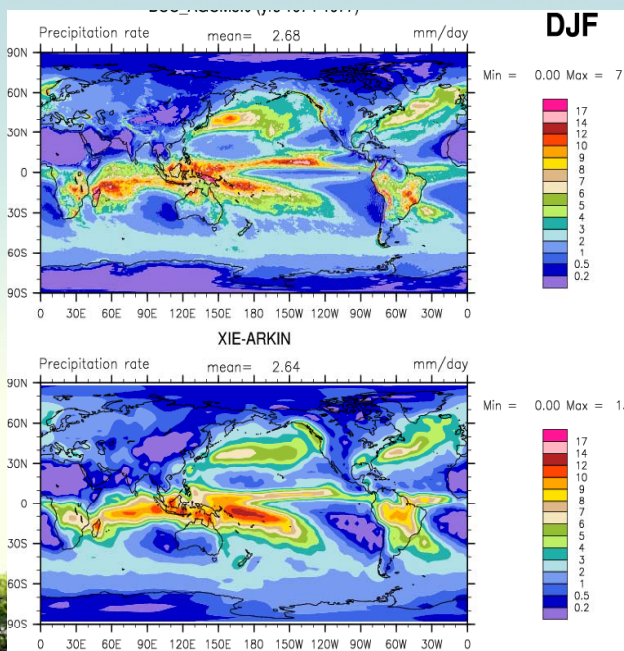 DJF
Precipitation rate mean= 2.68 mm/day
Min = 0.00 Max = 7
90N
60N
30N
0
30S
60S
90S
0 30E 60E 90E 120E 150E 180 150W 120W 90W 60W 30W 0
17
14
12
10
9
8
7
6
5
4
3
2
1
0.5
0.2
XIE-ARKIN
Precipitation rate mean= 2.64 mm/day
Min = 0.00 Max =
90N
60N
30N
0
30S
60S
90S
0 30E 60E 90E 120E 150E 180 150W 120W 90W 60W 30W 0
17
14
12
10
9
8
7
6
5
4
3
2
1
0.5
0.2